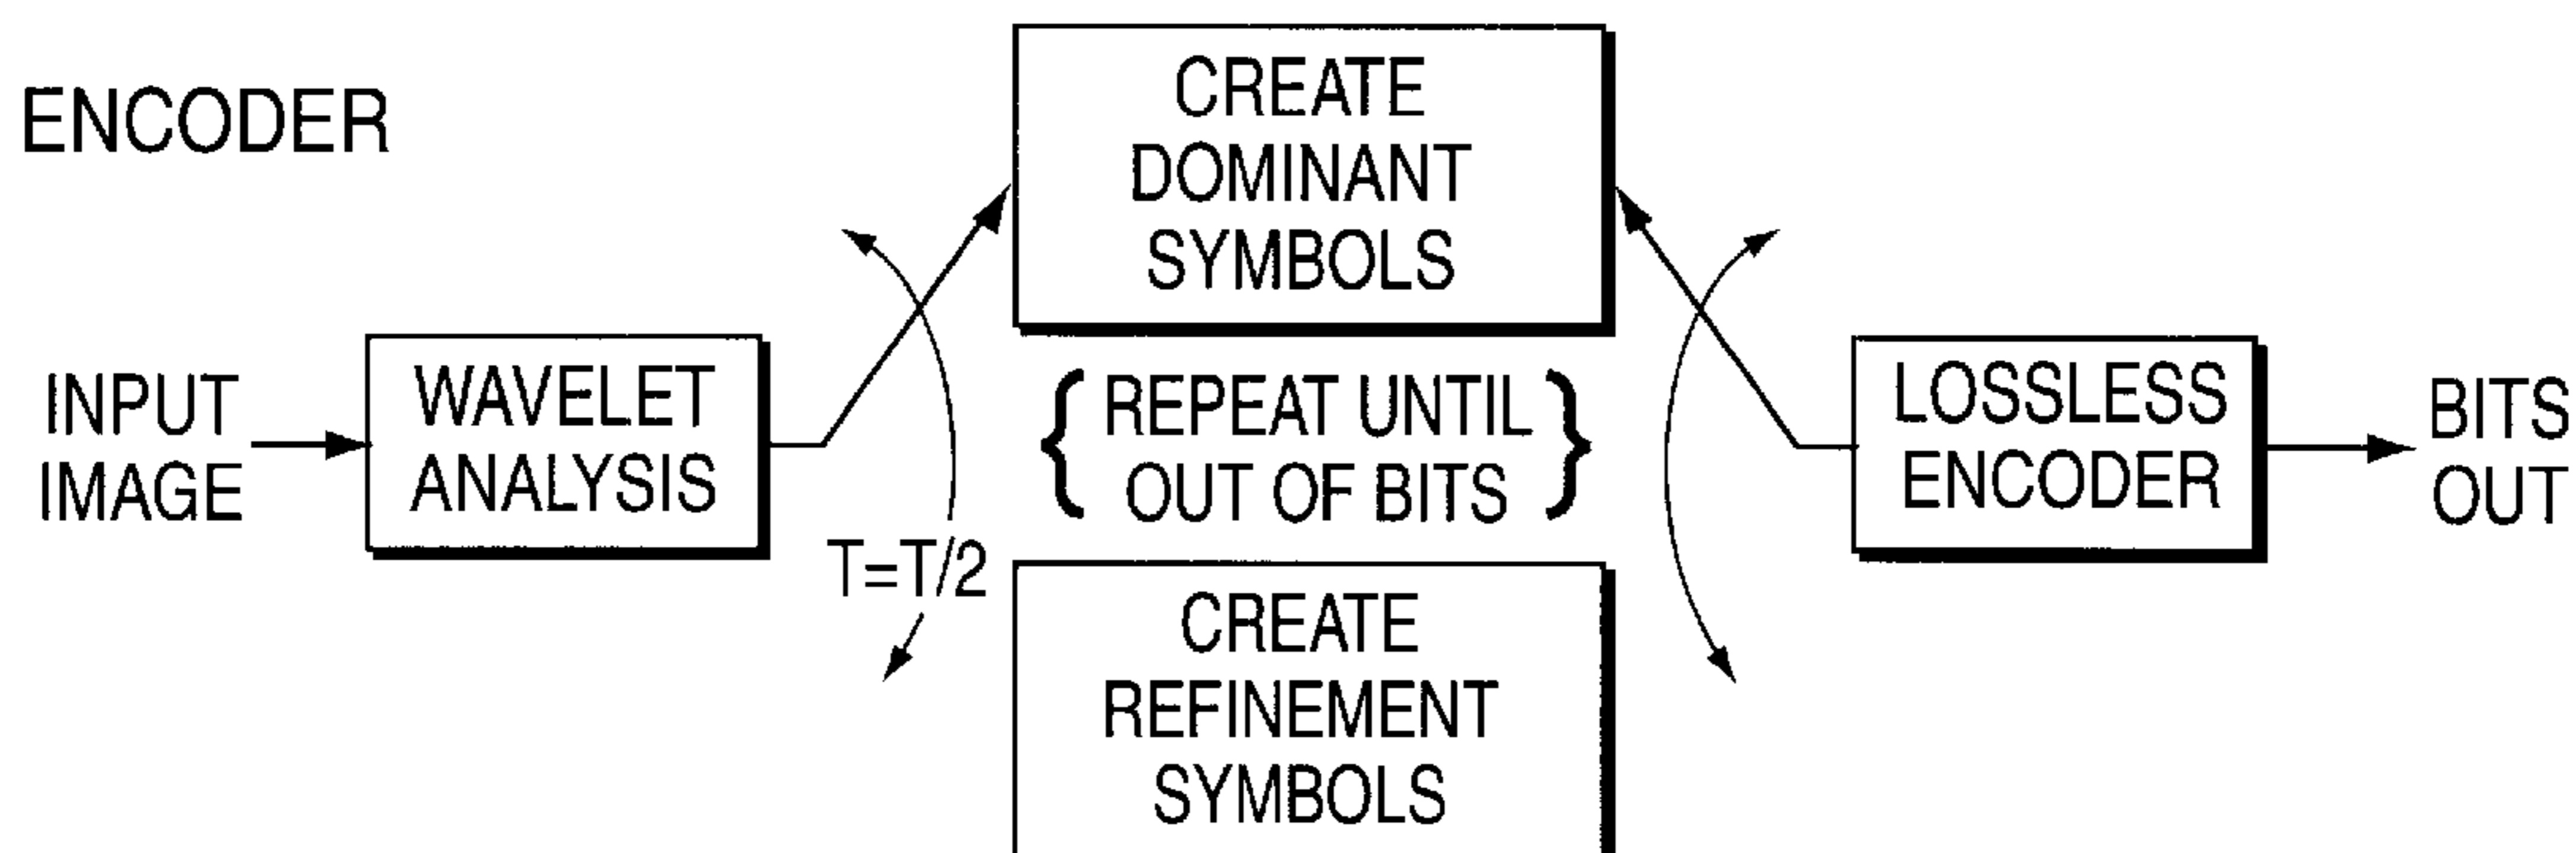 ENCODER
CREATE
DOMINANT
SYMBOLS
INPUT
IMAGE
WAVELET
ANALYSIS
{ REPEAT UNTIL
OUT OF BITS }
LOSSLESS
ENCODER
BITS
OUT
T=T/2
CREATE
REFINEMENT
SYMBOLS